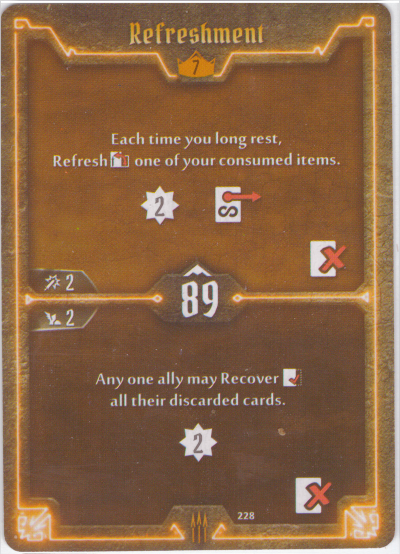 Refreshment
7
Each time you long rest,
Refresh one of your consumed items.
2
2
89
2
Any one ally may Recover
all their discarded cards.
2
228